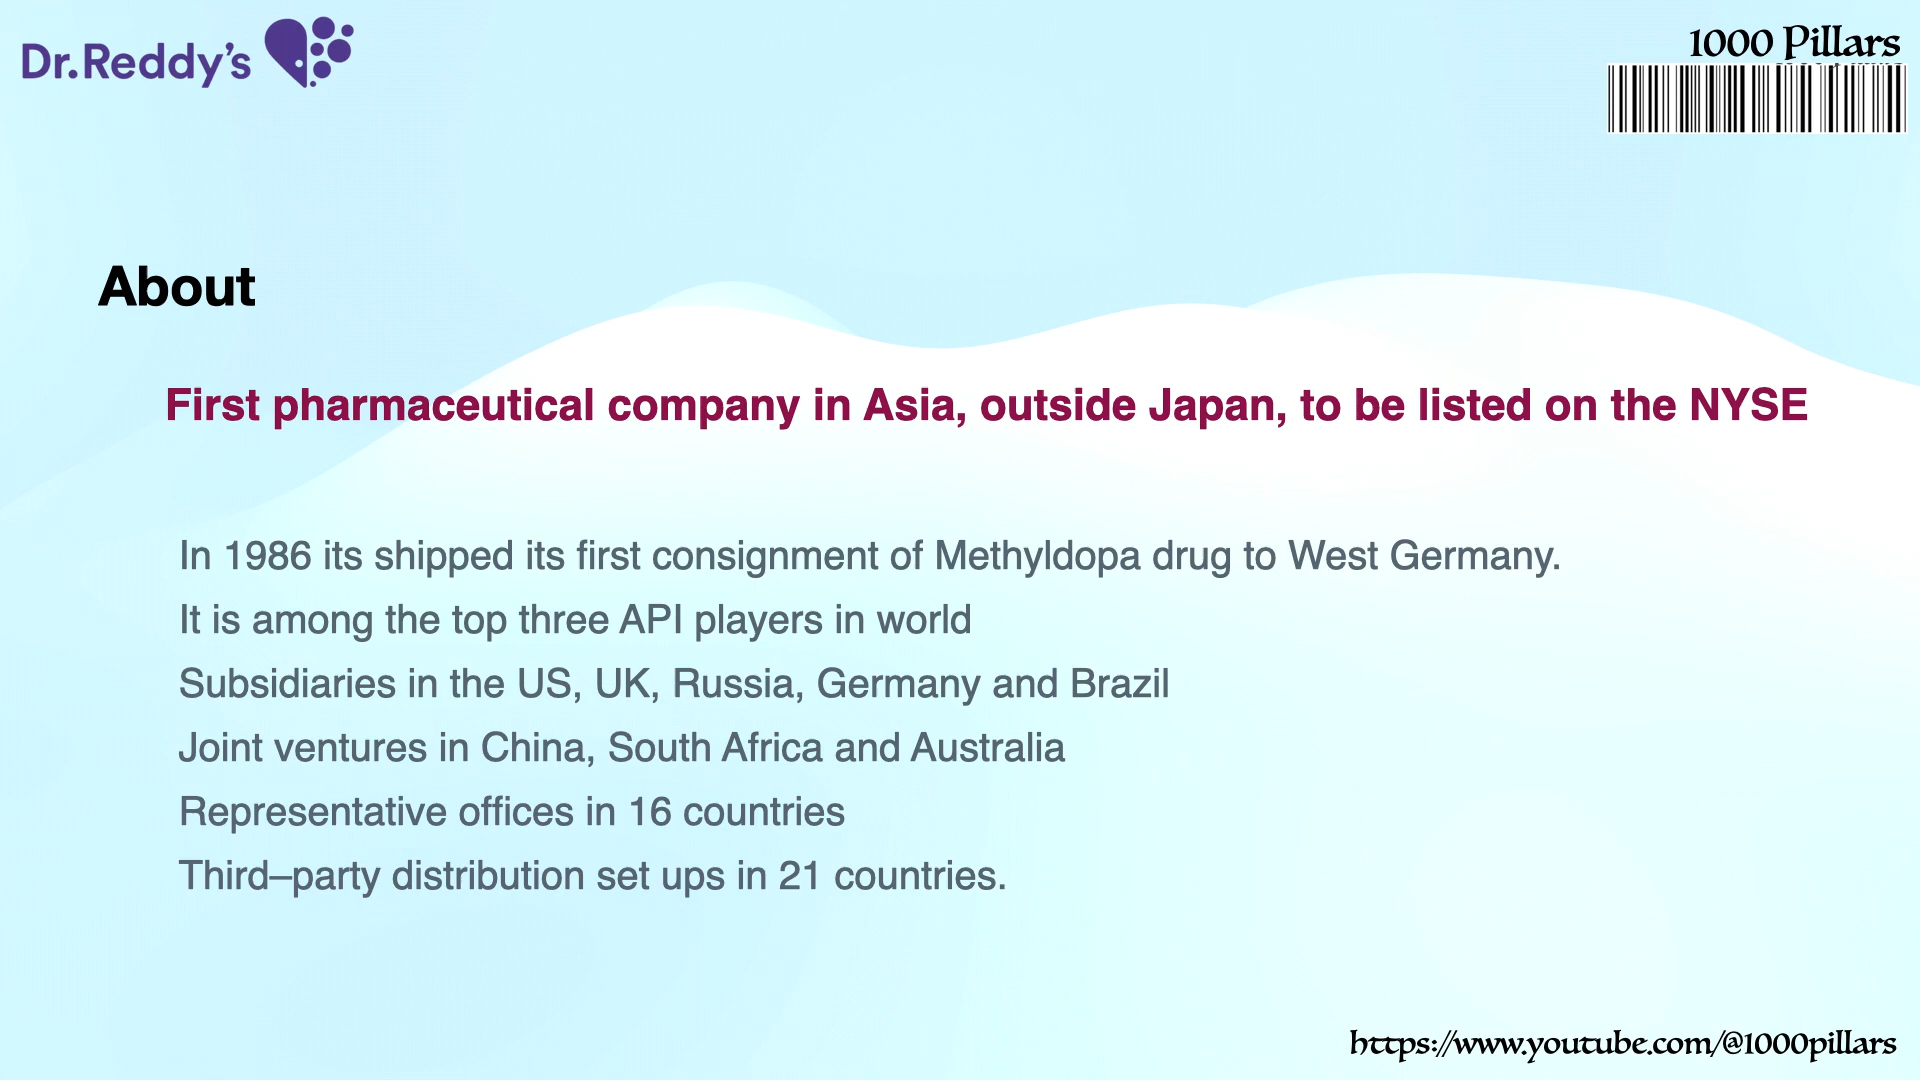 Dr.Reddy's
1000 Pillars
About
First pharmaceutical company in Asia, outside Japan, to be listed on the NYSE
In 1986 its shipped its first consignment of Methyldopa drug to West Germany.
It is among the top three API players in world
Subsidiaries in the US, UK, Russia, Germany and Brazil
Joint ventures in China, South Africa and Australia
Representative offices in 16 countries
Third–party distribution set ups in 21 countries.
https://www.youtube.com/@1000pillars